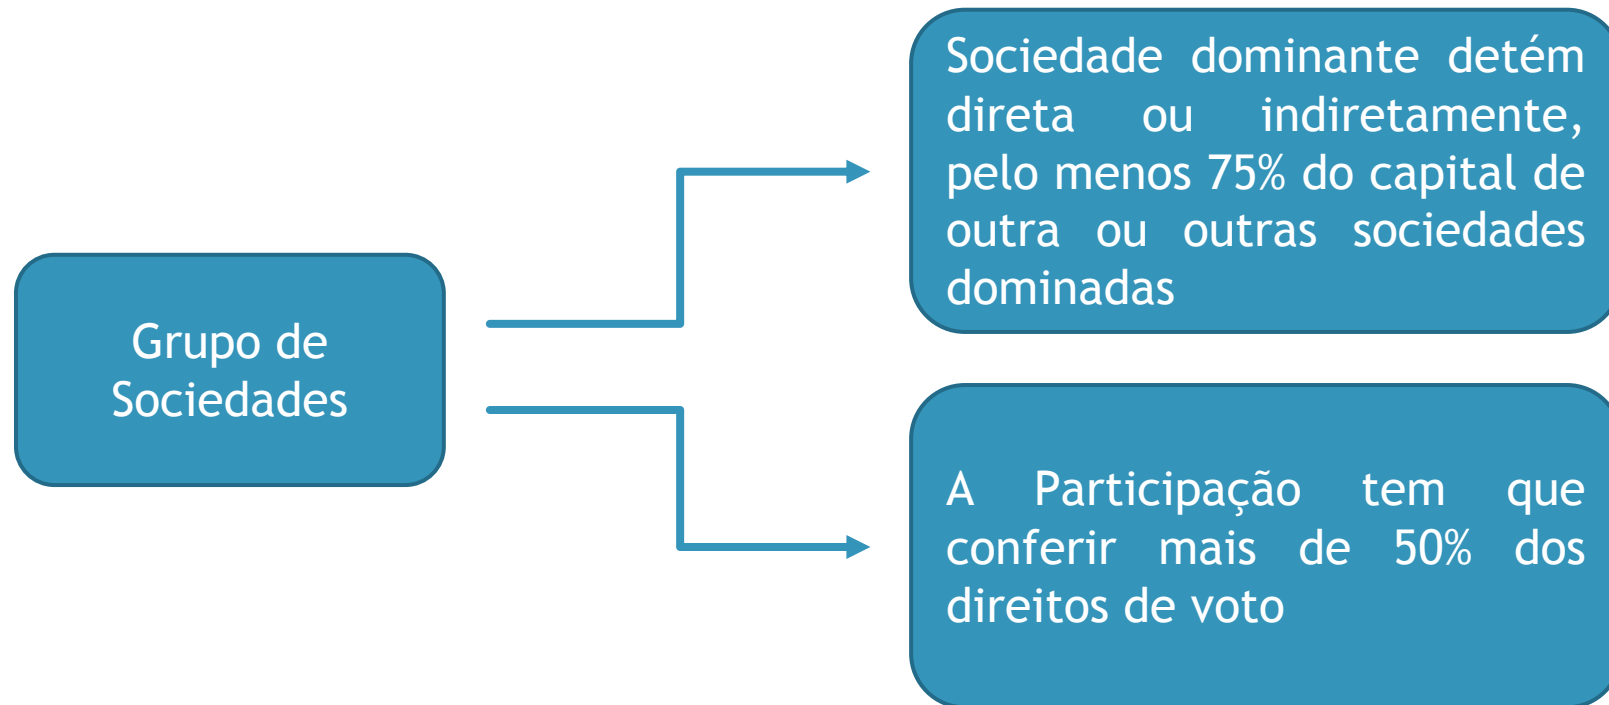 Grupo de
Sociedades
Sociedade dominante detém
direta ou indiretamente,
pelo menos 75% do capital de
outra ou outras sociedades
dominadas
A Participação tem que
conferir mais de 50% dos
direitos de voto